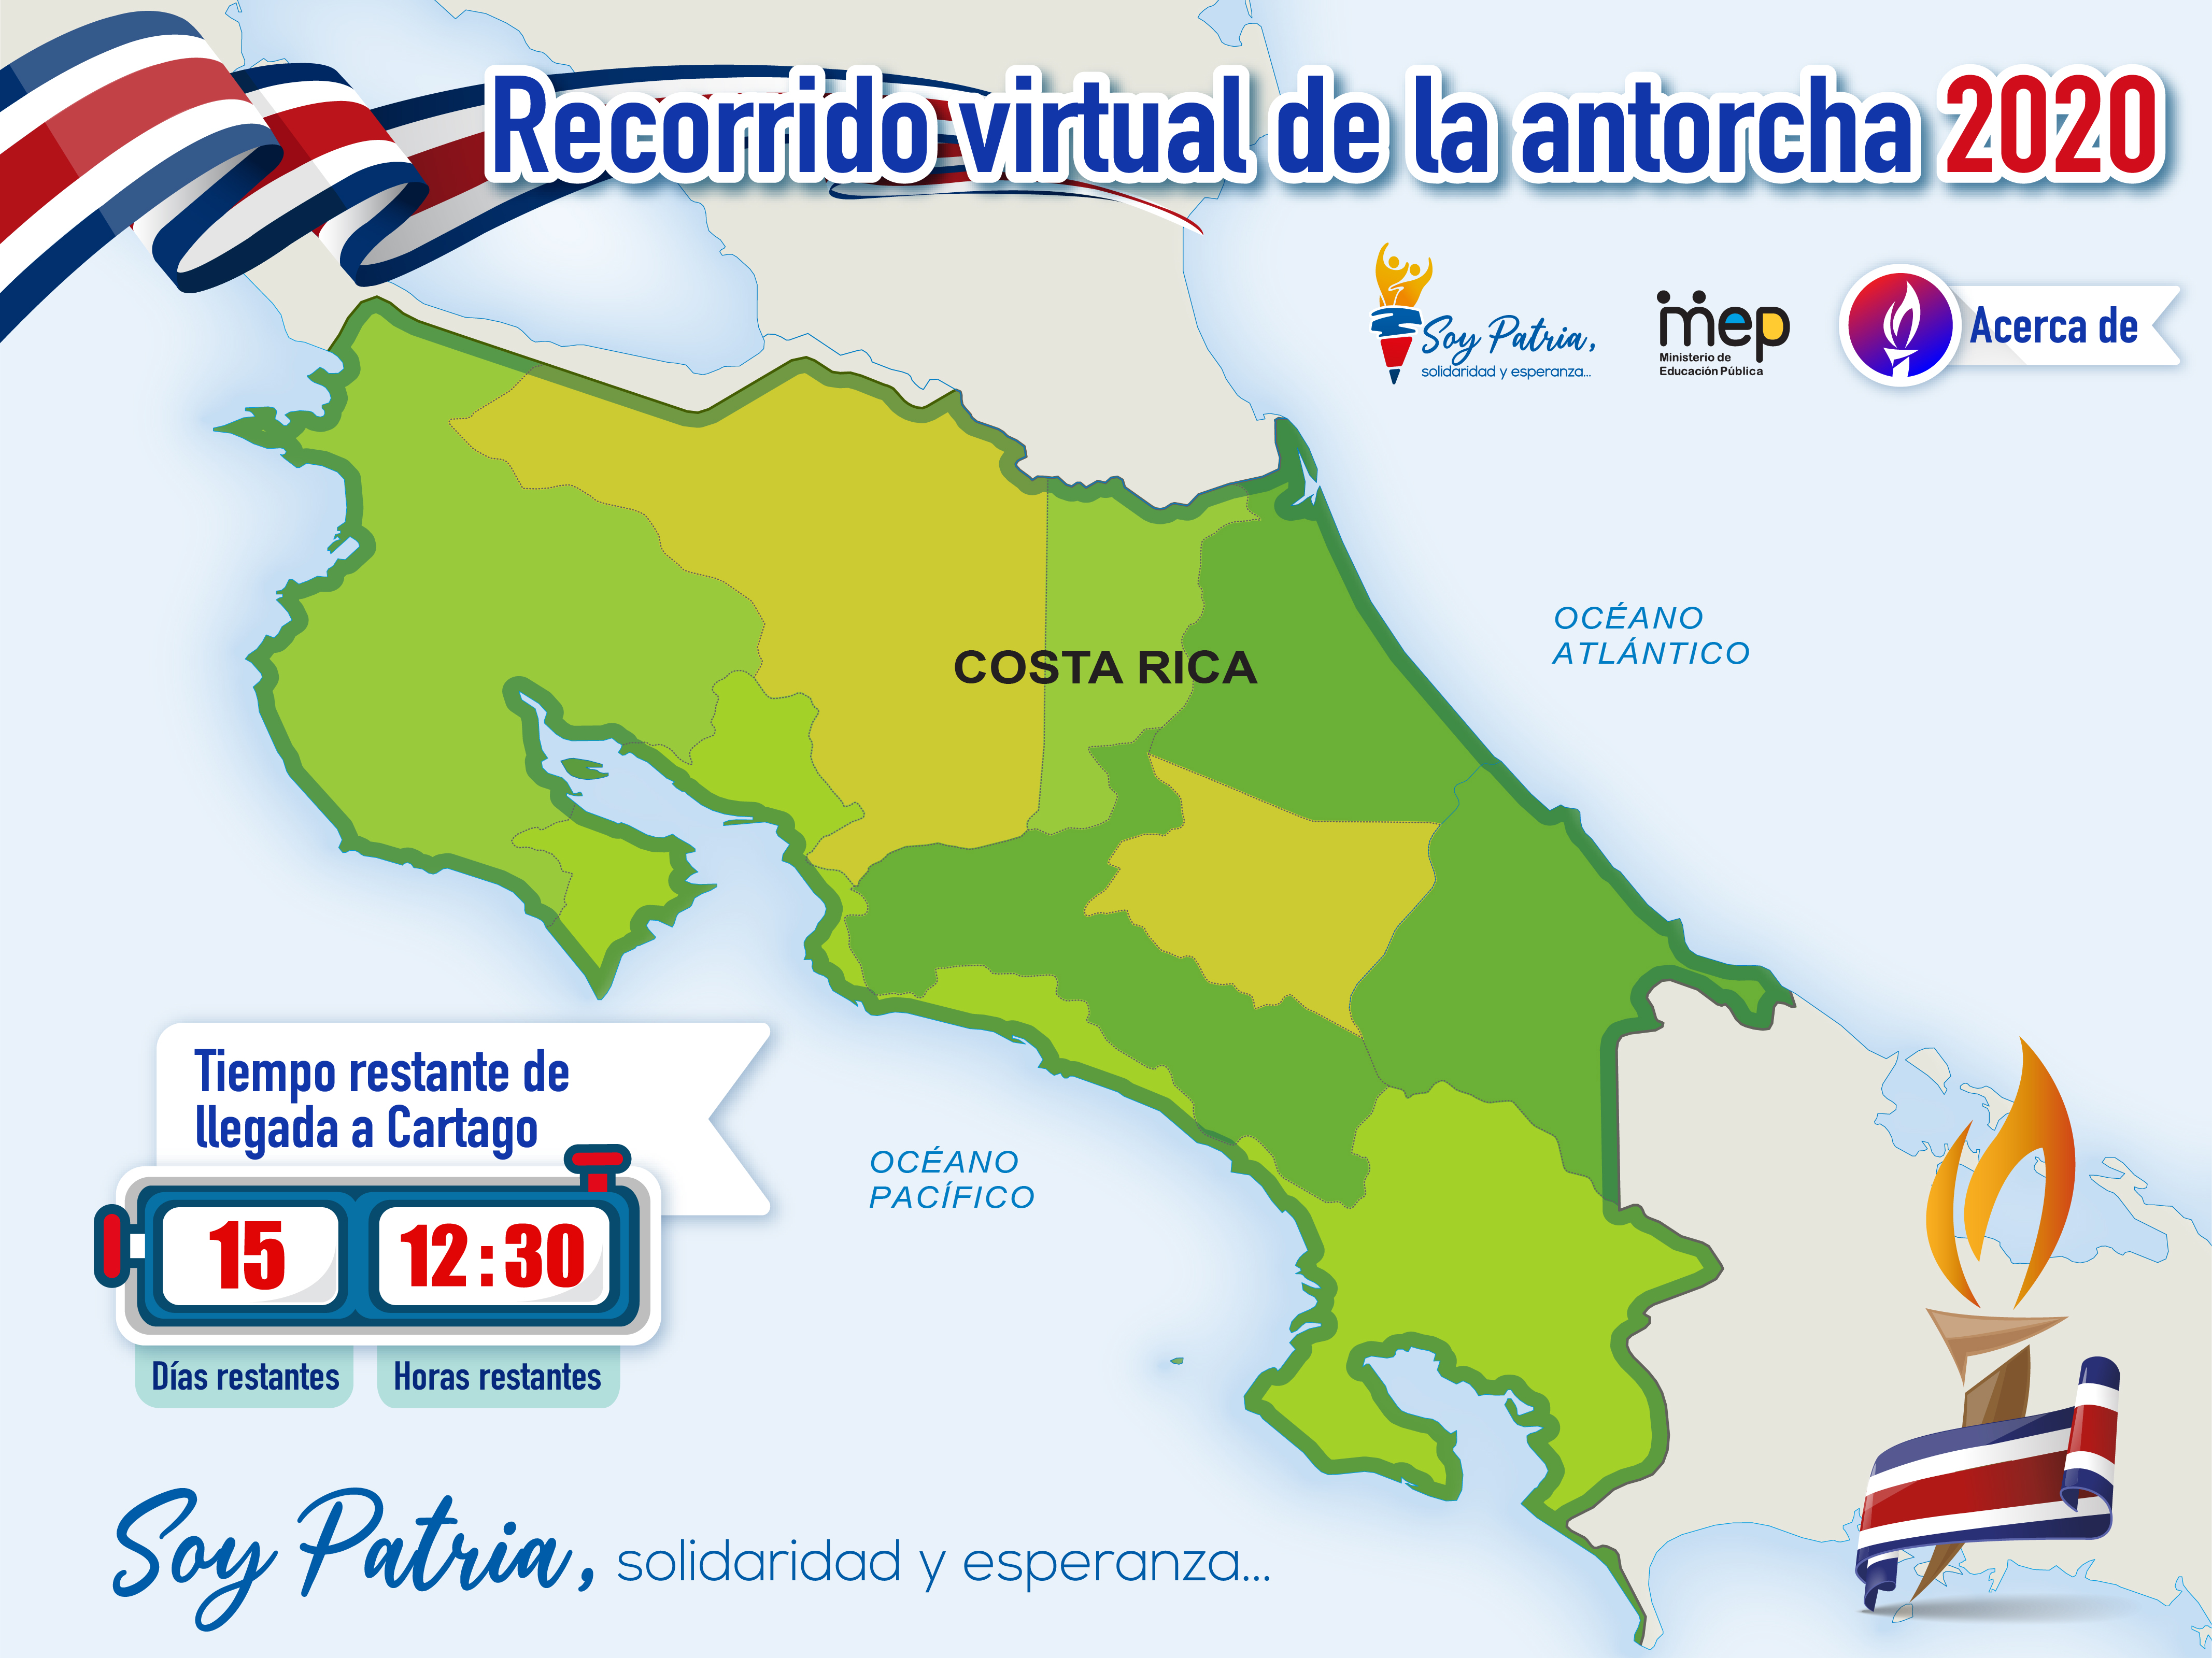 Recorrido virtual de la antorcha 2020
Soy Patria,
solidaridad y esperanza...
mep
Ministerio de
Educación Pública
Acerca de
OCÉANO
ATLÁNTICO
COSTA RICA
Tiempo restante de
llegada a Cartago
15
12:30
Días restantes
Horas restantes
OCÉANO
PACÍFICO
Soy Patria, solidaridad y esperanza...